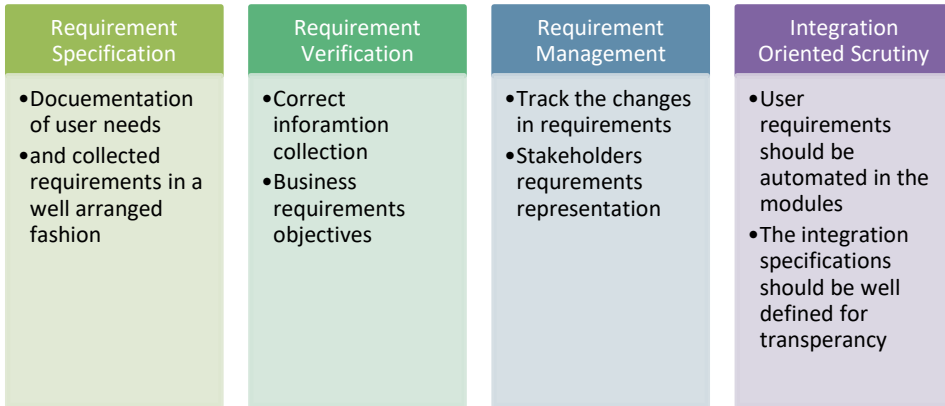 Requirement
Specification
•Docuementation
of user needs
•and collected
requirements in a
well arranged
fashion
Requirement
Verification
•Correct
inforamtion
collection
•Business
requirements
objectives
Requirement
Management
•Track the changes
in requirements
•Stakeholders
requrements
representation
Integration
Oriented Scrutiny
•User
requirements
should be
automated in the
modules
•The integration
specifications
should be well
defined for
transperancy